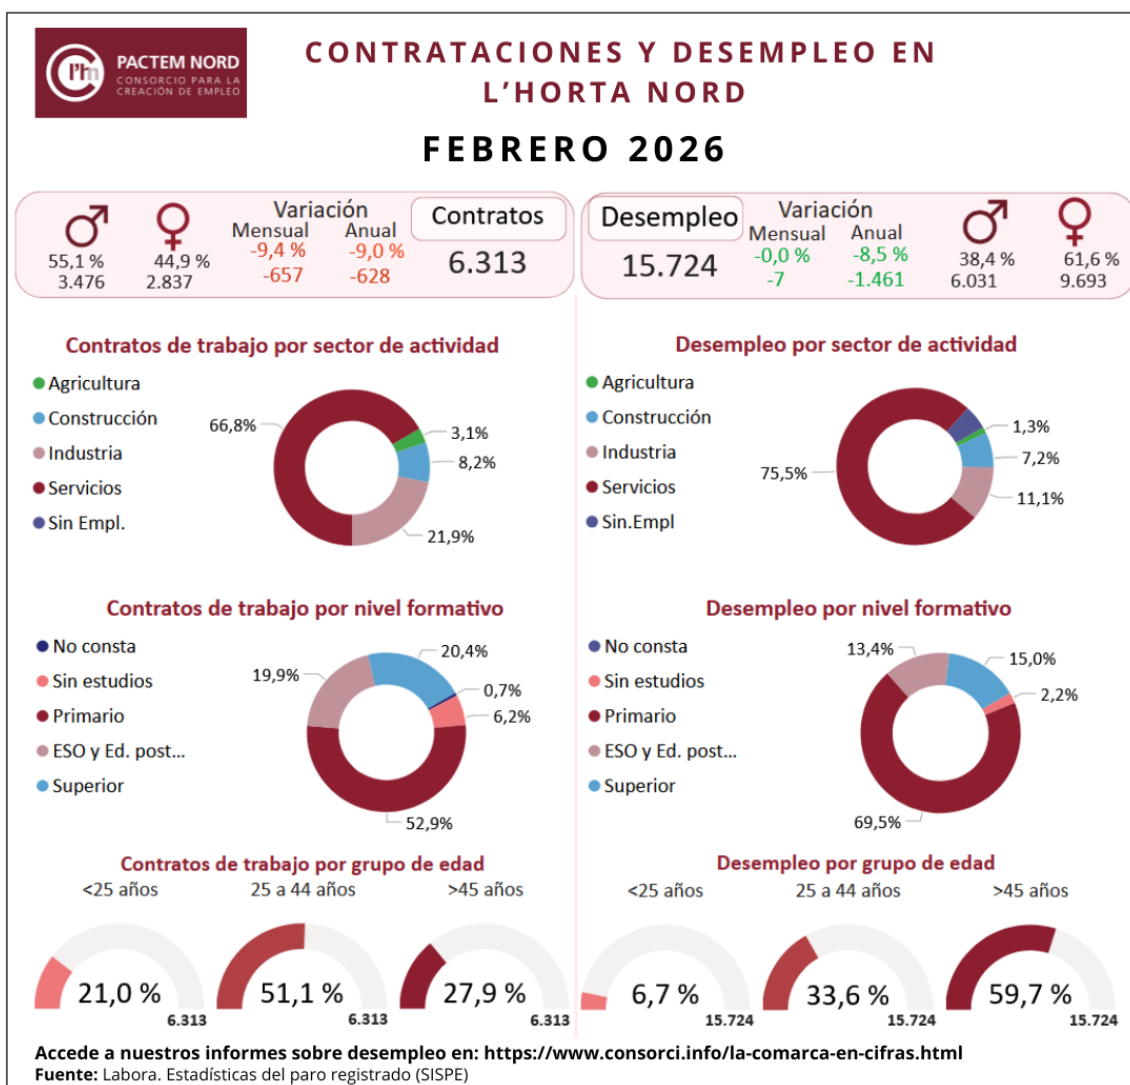 l'hn
PACTEM NORD
CONSORCIO PARA LA
CREACIÓN DE EMPLEO
CONTRATACIONES Y DESEMPLEO EN
L'HORTA NORD
FEBRERO 2026
55,1 %
3.476
44,9 %
2.837
Variación
Mensual Anual
-9,4 % -9,0 %
-657 -628
Contratos
6.313
Desempleo
15.724
Variación
Mensual Anual
-0,0 % -8,5 %
-7 -1.461
38,4 %
6.031
61,6 %
9.693
Contratos de trabajo por sector de actividad
Agricultura
Construcción
Industria
Servicios
Sin Empl.
66,8%
3,1%
8,2%
21,9%
Desempleo por sector de actividad
Agricultura
Construcción
Industria
Servicios
Sin.Empl
75,5%
1,3%
7,2%
11,1%
Contratos de trabajo por nivel formativo
No consta
Sin estudios
Primario
ESO y Ed. post...
Superior
19,9%
20,4%
0,7%
6,2%
52,9%
Desempleo por nivel formativo
No consta
Sin estudios
Primario
ESO y Ed. post...
Superior
13,4%
15,0%
2,2%
69,5%
Contratos de trabajo por grupo de edad
<25 años 25 a 44 años >45 años
21,0 % 51,1 % 27,9 %
6.313 6.313 6.313
Desempleo por grupo de edad
<25 años 25 a 44 años >45 años
6,7 % 33,6 % 59,7 %
15.724 15.724 15.724
Accede a nuestros informes sobre desempleo en: https://www.consorci.info/la-comarca-en-cifras.html
Fuente: Labora. Estadísticas del paro registrado (SISPE)